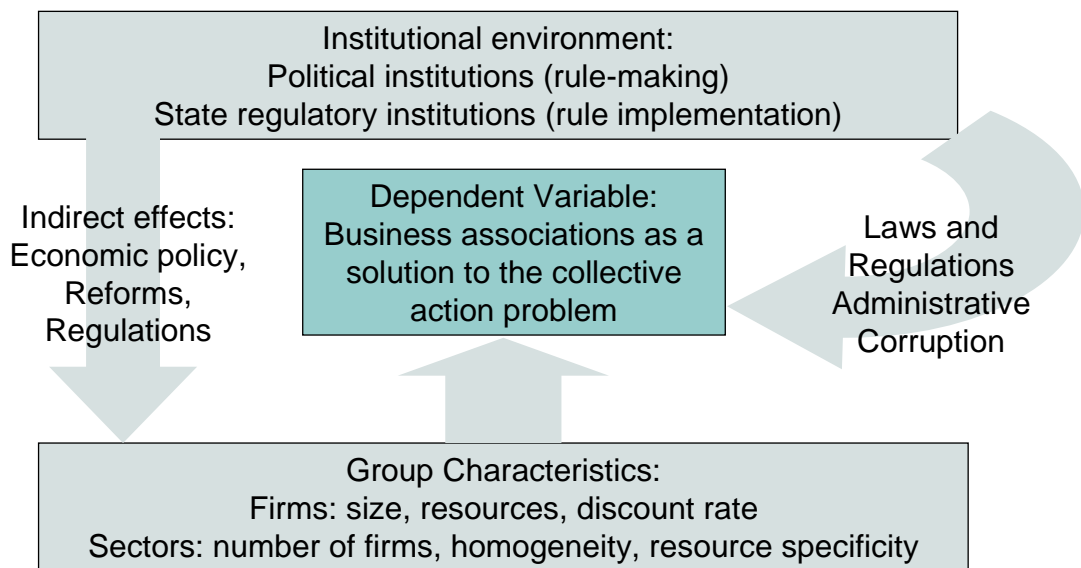 Institutional environment:
Political institutions (rule-making)
State regulatory institutions (rule implementation)
Dependent Variable:
Business associations as a
solution to the collective
action problem
Indirect effects:
Economic policy,
Reforms,
Regulations
Laws and
Regulations
Administrative
Corruption
Group Characteristics:
Firms: size, resources, discount rate
Sectors: number of firms, homogeneity, resource specificity